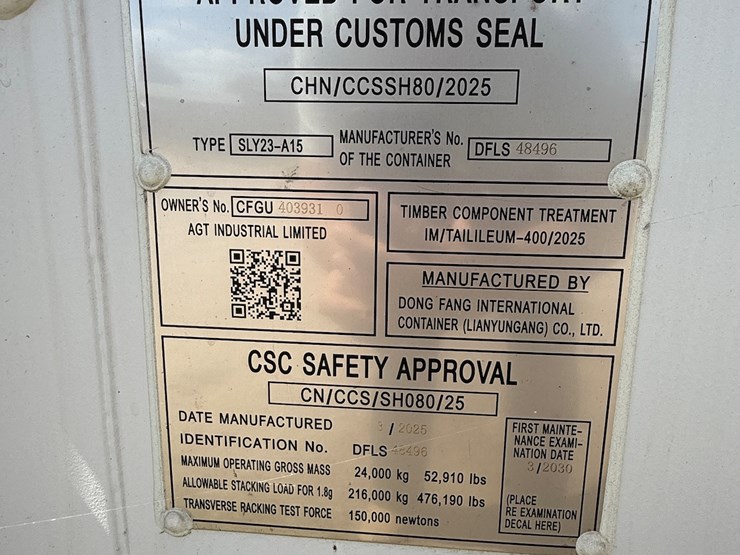 APPROVED FOR TRANSPORT
UNDER CUSTOMS SEAL
CHN/CCSSH80/2025
TYPE SLY23-A15
MANUFACTURER'S No.
OF THE CONTAINER
DFLS 48496
OWNER'S No. CFGU 403931 0
AGT INDUSTRIAL LIMITED
TIMBER COMPONENT TREATMENT
IM/TAILILEUM-400/2025
MANUFACTURED BY
DONG FANG INTERNATIONAL
CONTAINER (LIANYUNGANG) CO., LTD.
CSC SAFETY APPROVAL
CN/CCS/SH080/25
DATE MANUFACTURED 3 / 2025
IDENTIFICATION No. DFLS 48496
MAXIMUM OPERATING GROSS MASS 24,000 kg 52,910 lbs
ALLOWABLE STACKING LOAD FOR 1.8g 216,000 kg 476,190 lbs
TRANSVERSE RACKING TEST FORCE 150,000 newtons
FIRST MAINTE-
NANCE EXAMI-
NATION DATE
3/2030
(PLACE
RE EXAMINATION
DECAL HERE)